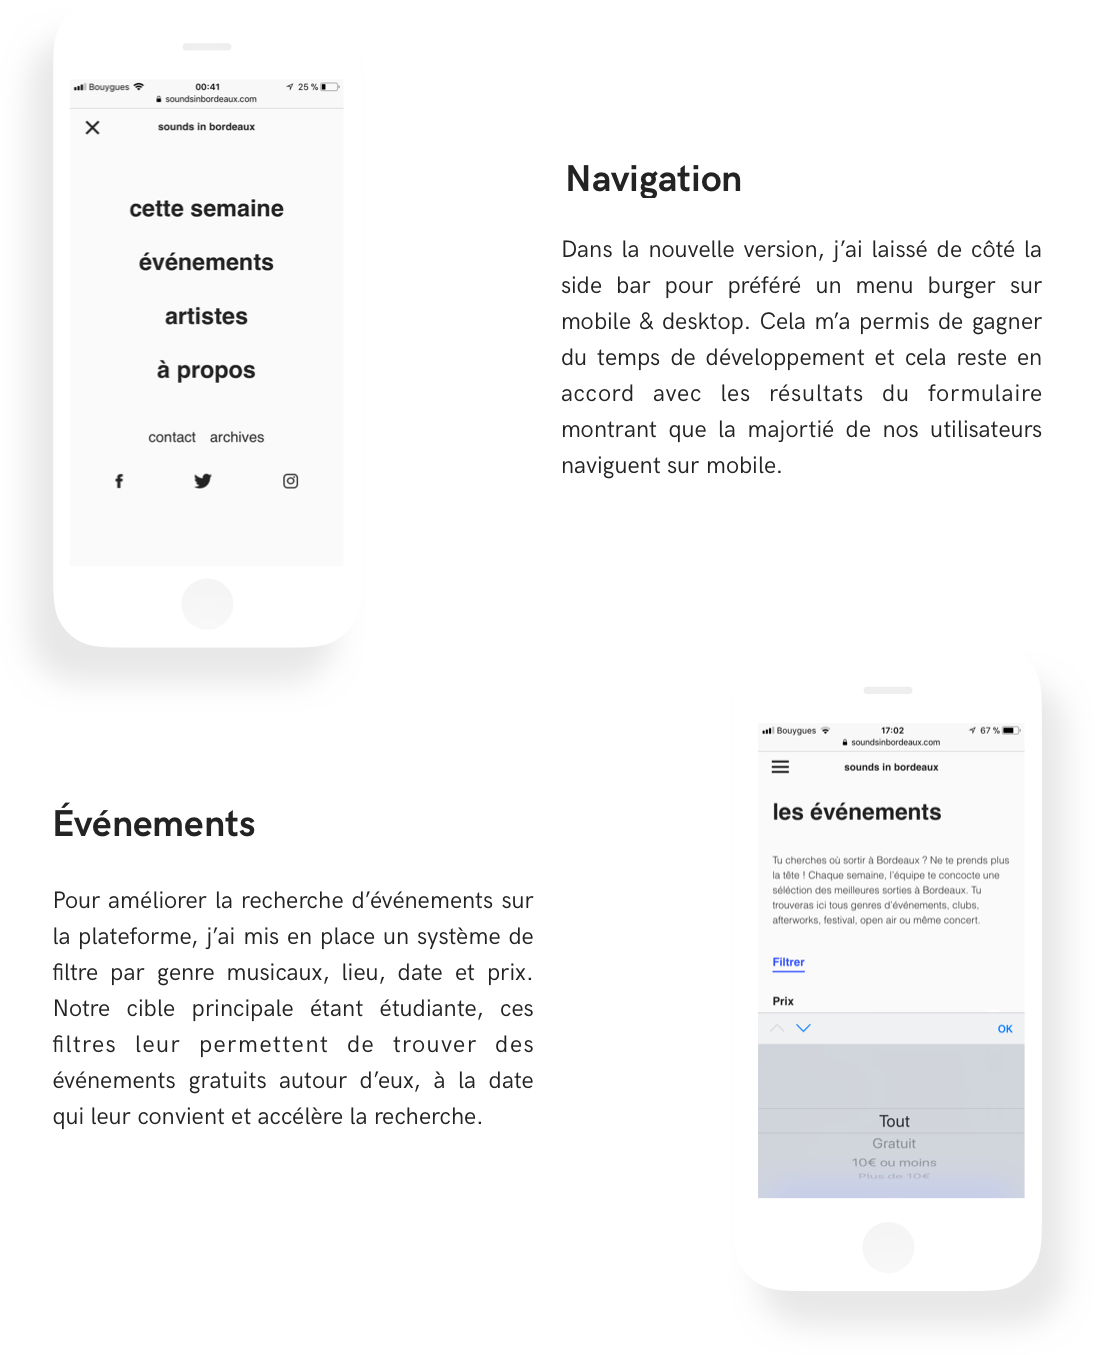 Bouygues 00:41 25 %
soundsinbordeaux.com
sounds in bordeaux
cette semaine
événements
artistes
à propos
contact archives
Navigation
Dans la nouvelle version, j’ai laissé de côté la
side bar pour préféré un menu burger sur
mobile & desktop. Cela m’a permis de gagner
du temps de développement et cela reste en
accord avec les résultats du formulaire
montrant que la majortié de nos utilisateurs
naviguent sur mobile.
Événements
Pour améliorer la recherche d’événements sur
la plateforme, j’ai mis en place un système de
filtre par genre musicaux, lieu, date et prix.
Notre cible principale étant étudiante, ces
filtres leur permettent de trouver des
événements gratuits autour d’eux, à la date
qui leur convient et accélère la recherche.
Bouygues 17:02 67 %
soundsinbordeaux.com
sounds in bordeaux
les événements
Tu cherches où sortir à Bordeaux ? Ne te prends plus
la tête ! Chaque semaine, l’équipe te concocte une
séléction des meilleures sorties à Bordeaux. Tu
trouveras ici tous genres d’événements, clubs,
afterworks, festival, open air ou même concert.
Filtrer
Prix
OK
Tout
Gratuit
10€ ou moins
Plus de 10€